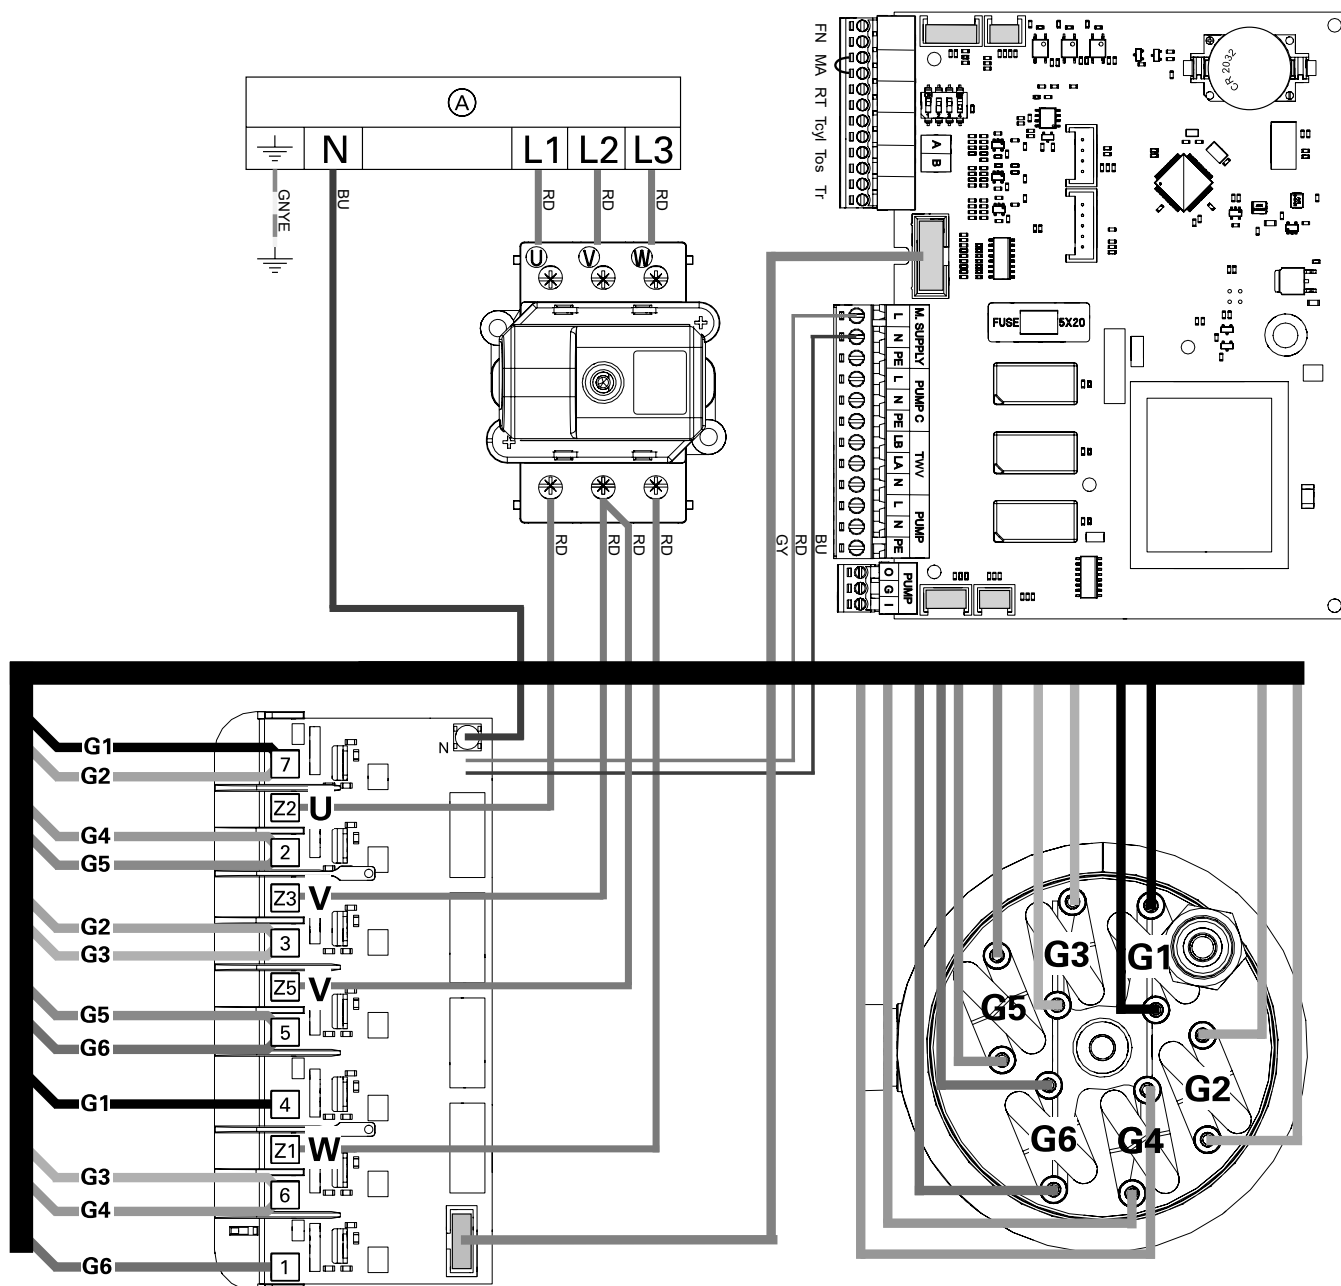 A
N
L1
L2
L3
GNYE
BU
RD
RD
RD
U
V
W
RD
RD
RD
RD
FN
MA
RT
Tcyl
Tos
Tr
A
B
CR 2032
FUSE 5X20
L
N
PE
L
N
PE
LB
LA
N
L
N
PE
M. SUPPLY
PUMP C
TWV
PUMP
O
G
I
PUMP
GY
RD
BU
G1
G2
7
N
Z2 U
G4
G5
2
Z3 V
G2
G3
3
Z5 V
G5
G6
5
G1
4
Z1 W
G3
G4
6
G6
1
G3
G1
G5
G2
G6
G4